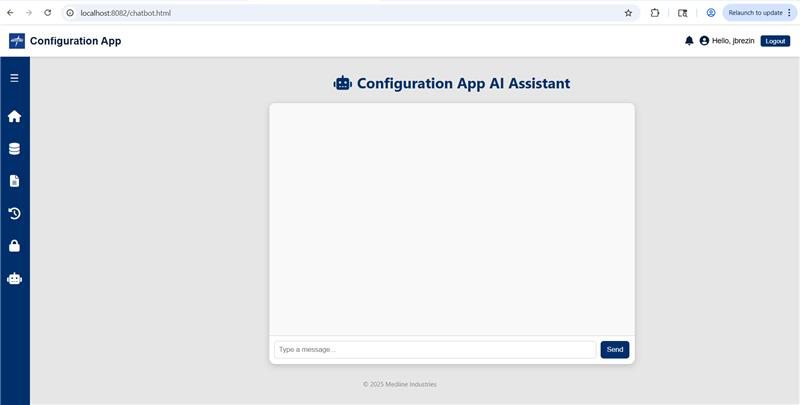 localhost:8082/chatbot.html
Relaunch to update
Configuration App
Hello, jbrezin
Logout
Configuration App AI Assistant
Type a message...
Send
© 2025 Medline Industries